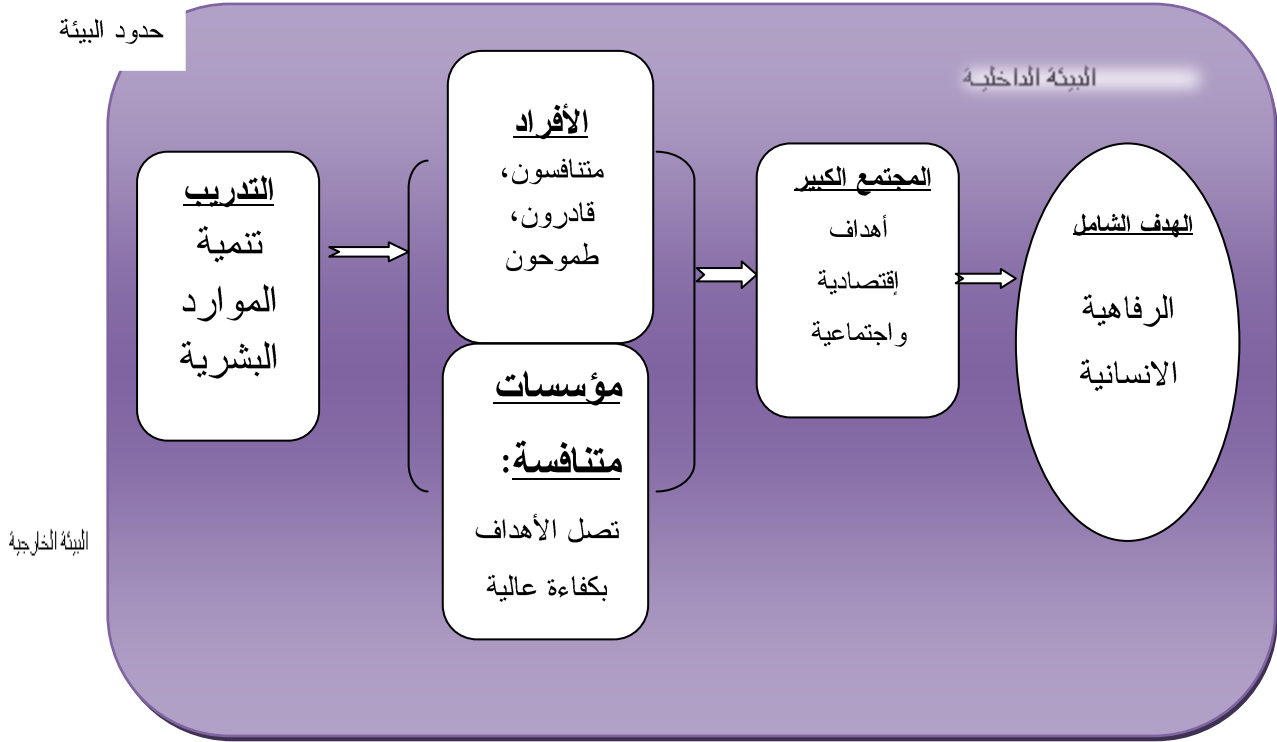 حدود البيئة
البيئة الداخلية
التدريب
تنمية
الموارد
البشرية
الأفراد
متنافسون،
قادرون،
طموحون
مؤسسات
متنافسة:
تصل الأهداف
بكفاءة عالية
المجتمع الكبير
أهداف
إقتصادية
واجتماعية
الهدف الشامل
الرفاهية
الانسانية
البيئة الخارجية